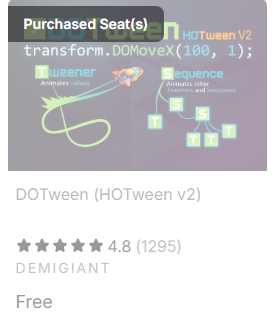 Purchased Seat(s)
DOTween HOTween V2
transform.DOMoveX(100, 1);
Tweener
Animates values
Sequence
Animates other
Tweeners and Sequences
S
S
S
T
T
T
T
DOTween (HOTween v2)
4.8 (1295)
DEMIGIANT
Free